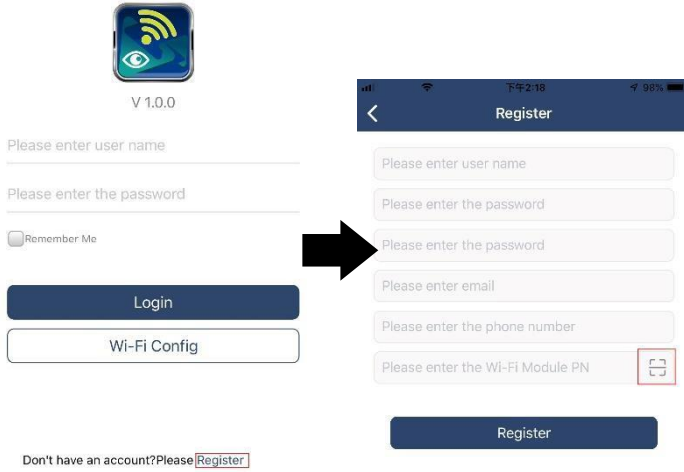 V 1.0.0
Please enter user name
Please enter the password
Remember Me
Login
Wi-Fi Config
Don't have an account?Please Register
下午2:18
98%
Register
Please enter user name
Please enter the password
Please enter the password
Please enter email
Please enter the phone number
Please enter the Wi-Fi Module PN
Register